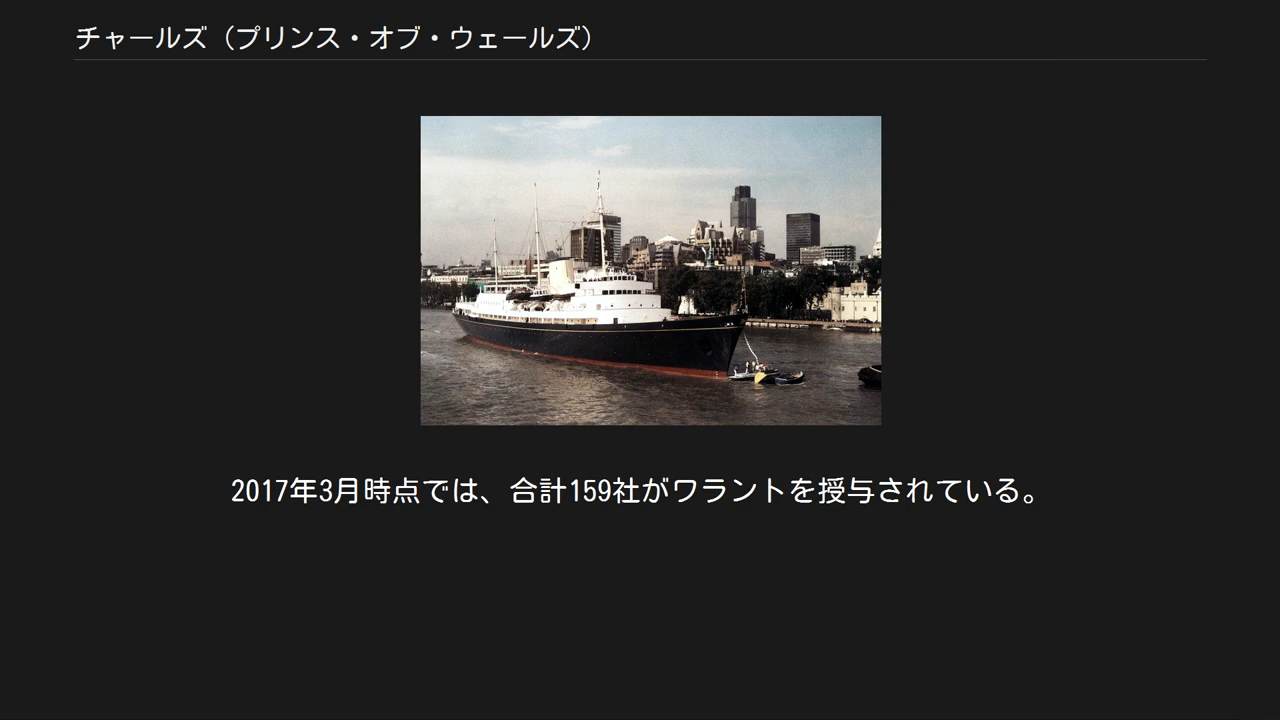 チャールズ（プリンス・オブ・ウェールズ）
2017年3月時点では、合計159社がワラントを授与されている。